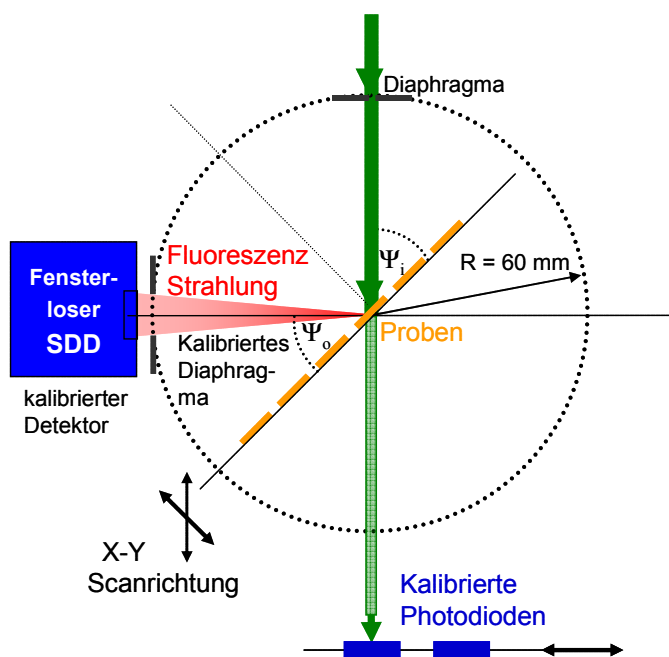 Diaphragma
Ψi
R = 60 mm
Fluoreszenz
Strahlung
Fenster-
loser
SDD
Ψo
Proben
Kalibriertes
Diaphrag-
ma
kalibrierter
Detektor
X-Y
Scanrichtung
Kalibrierte
Photodioden